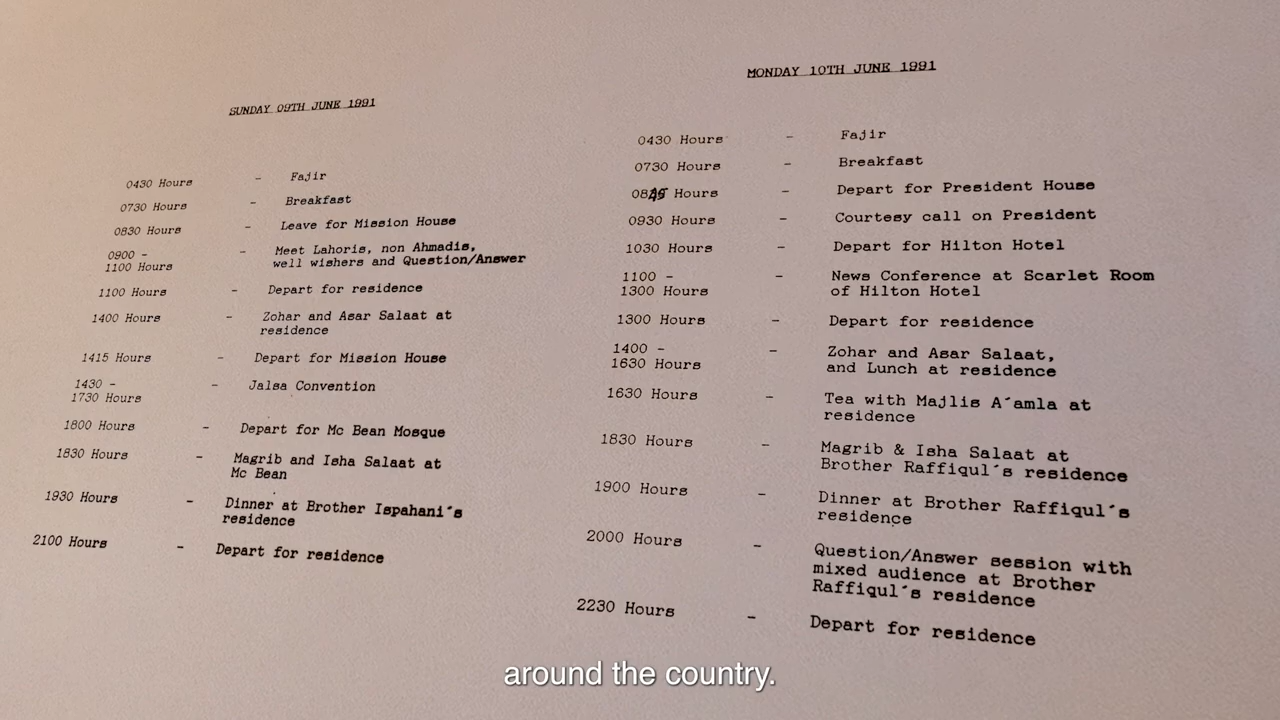 SUNDAY 09TH JUNE 1991
0430 Hours - Fajir
0730 Hours - Breakfast
0830 Hours - Leave for Mission House
0900 - - Meet Lahoris, non Ahmadis,
1100 Hours well wishers and Question/Answer
1100 Hours - Depart for residence
1400 Hours - Zohar and Asar Salaat at
residence
1415 Hours - Depart for Mission House
1430 - - Jalsa Convention
1730 Hours
1800 Hours - Depart for Mc Bean Mosque
1830 Hours - Magrib and Isha Salaat at
Mc Bean
1930 Hours - Dinner at Brother Ispahani´s
residence
2100 Hours - Depart for residence
MONDAY 10TH JUNE 1991
0430 Hours - Fajir
0730 Hours - Breakfast
0845 Hours - Depart for President House
0930 Hours - Courtesy call on President
1030 Hours - Depart for Hilton Hotel
1100 - - News Conference at Scarlet Room
1300 Hours of Hilton Hotel
1300 Hours - Depart for residence
1400 - - Zohar and Asar Salaat,
1630 Hours and Lunch at residence
1630 Hours - Tea with Majlis A´amla at
residence
1830 Hours - Magrib & Isha Salaat at
Brother Raffiqul´s residence
1900 Hours - Dinner at Brother Raffiqul´s
residence
2000 Hours - Question/Answer session with
mixed audience at Brother
Raffiqul´s residence
2230 Hours - Depart for residence
around the country.